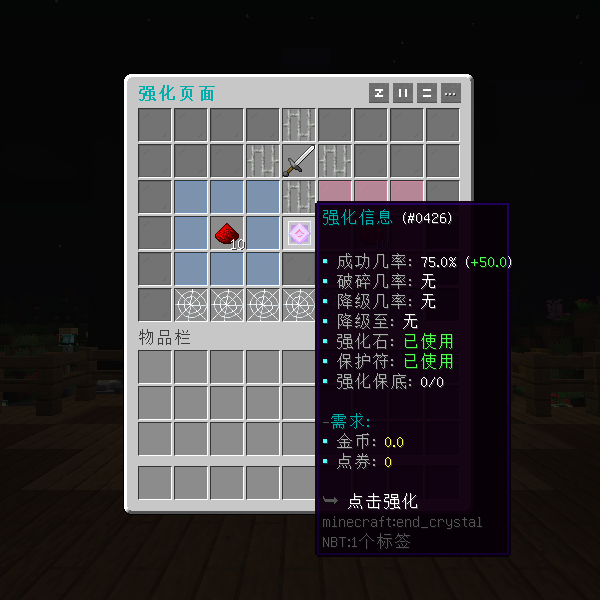 强化页面
10
强化信息 (#0426)
▪ 成功几率: 75.0% (+50.0)
▪ 破碎几率: 无
▪ 降级几率: 无
▪ 降级至: 无
▪ 强化石: 已使用
▪ 保护符: 已使用
▪ 强化保底: 0/0
-需求:
▪ 金币: 0.0
▪ 点券: 0
点击强化
minecraft:end_crystal
NBT:1个标签
物品栏